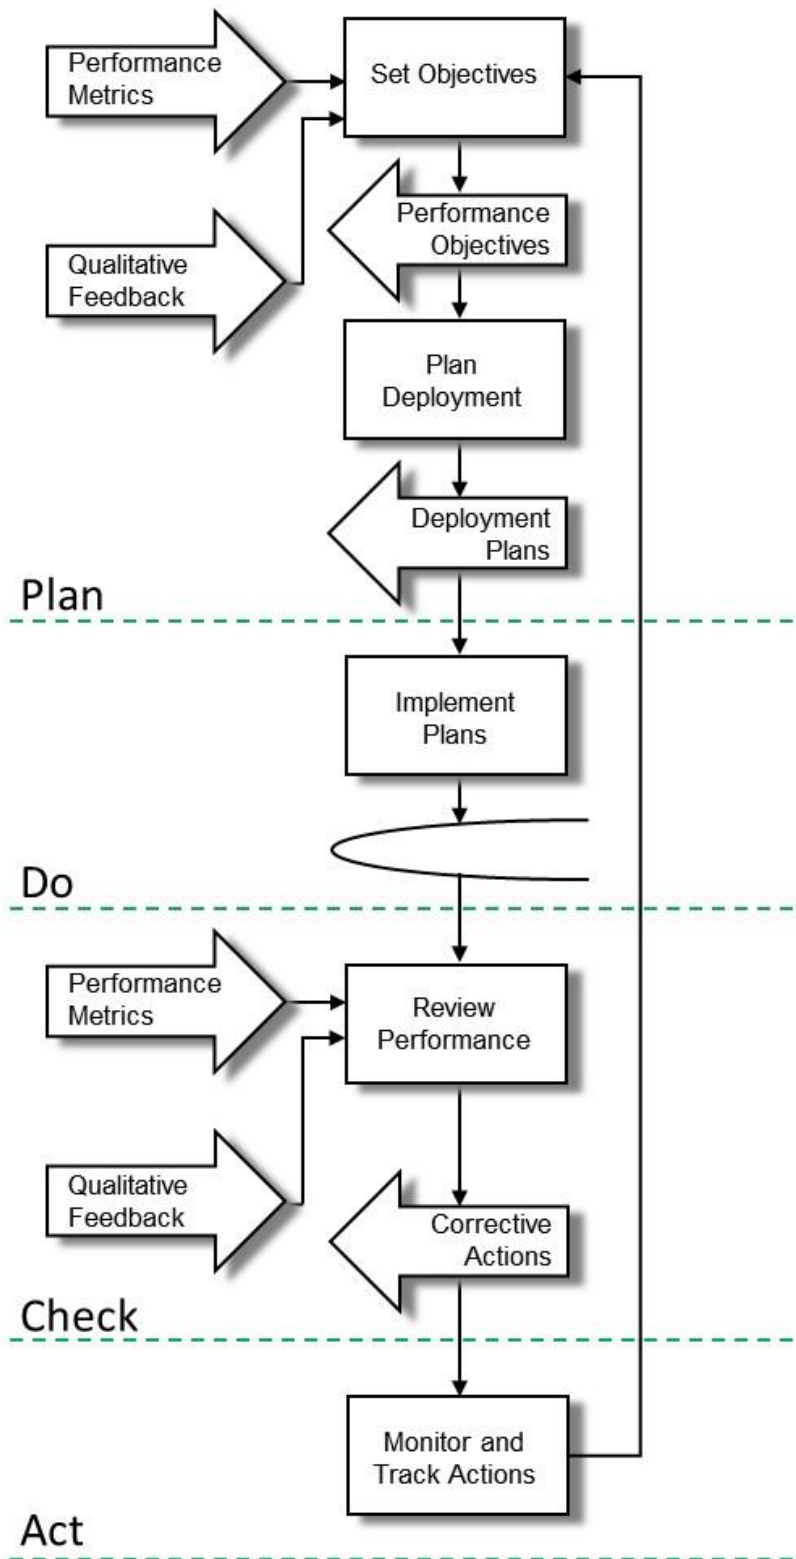 Performance
Metrics
Set Objectives
Qualitative
Feedback
Performance
Objectives
Plan
Deployment
Deployment
Plans
Plan
Implement
Plans
Do
Performance
Metrics
Review
Performance
Qualitative
Feedback
Corrective
Actions
Check
Monitor and
Track Actions
Act